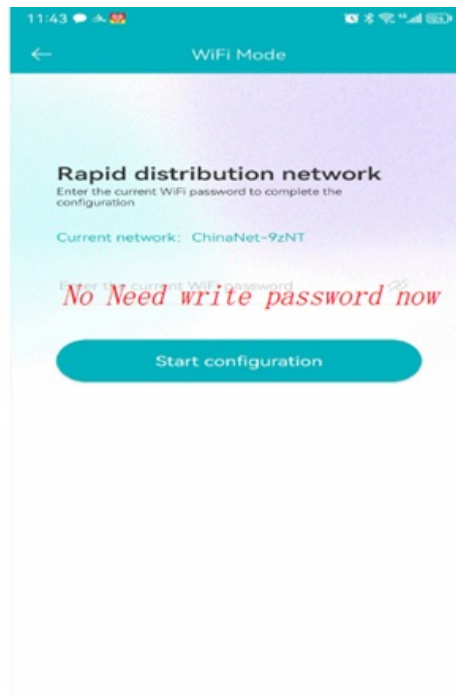 11:43
WiFi Mode
Rapid distribution network
Enter the current WiFi password to complete the
configuration
Current network: ChinaNet-9zNT
Enter the current WiFi password
No Need write password now
Start configuration